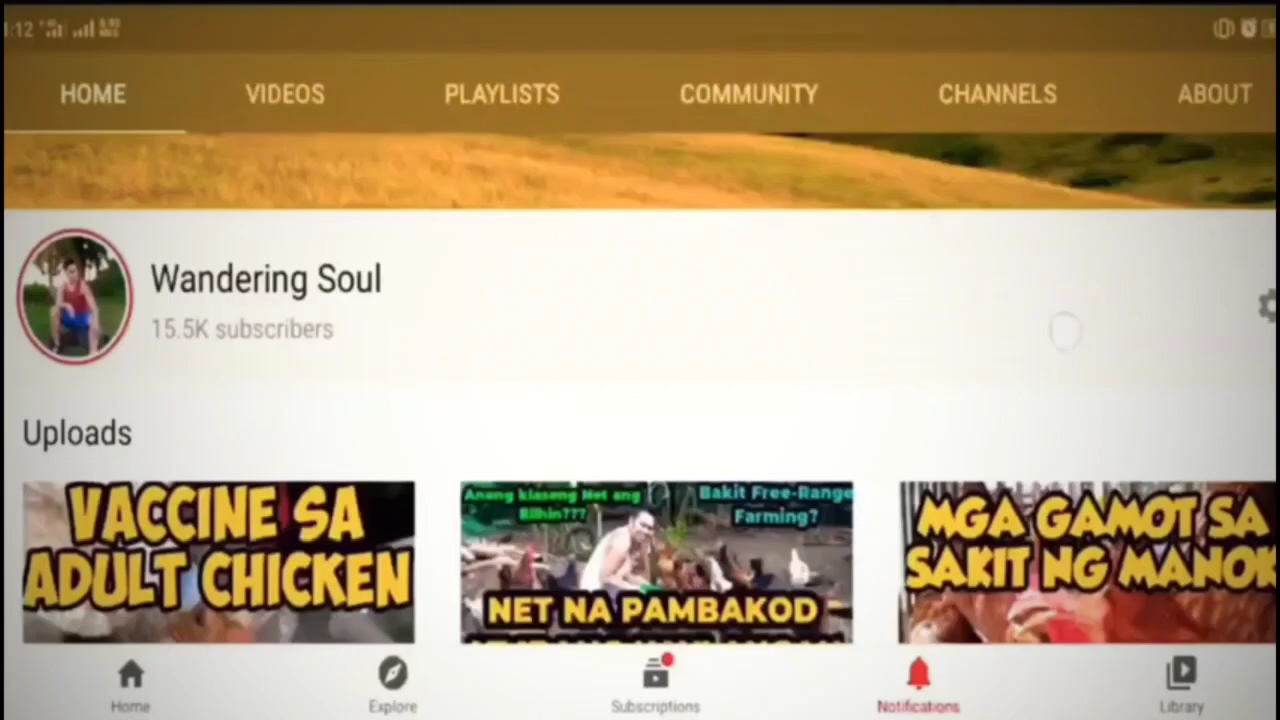 :12
HOME VIDEOS PLAYLISTS COMMUNITY CHANNELS ABOUT
Wandering Soul
15.5K subscribers
Uploads
VACCINE SA
ADULT CHICKEN
Anong klaseng Net ang
Bilhin???
Bakit Free-Range
Farming?
NET NA PAMBAKOD
MGA GAMOT SA
SAKIT NG MANOK
Home Explore Subscriptions Notifications Library